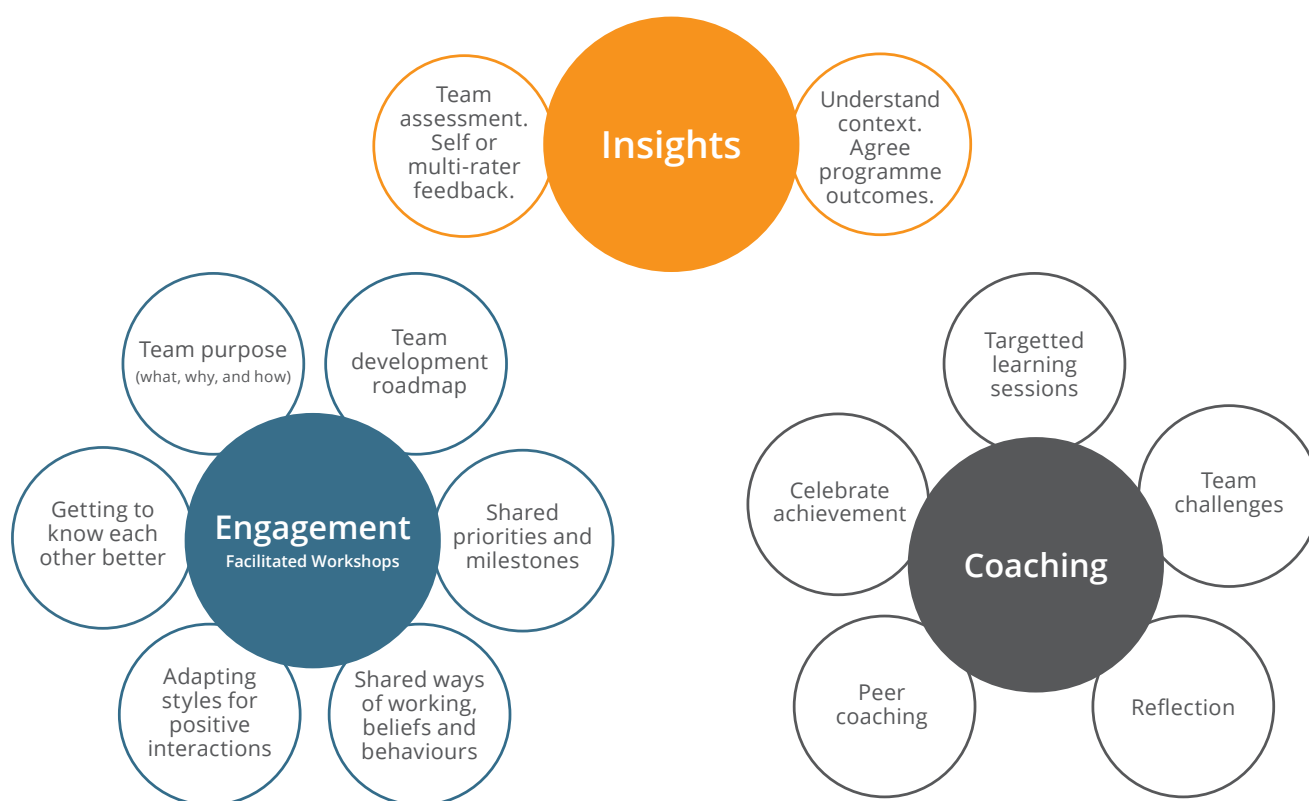 Team
assessment.
Self or
multi-rater
feedback.
Insights
Understand
context.
Agree
programme
outcomes.
Team purpose
(what, why, and how)
Team
development
roadmap
Getting to
know each
other better
Engagement
Facilitated Workshops
Shared
priorities and
milestones
Adapting
styles for
positive
interactions
Shared ways
of working,
beliefs and
behaviours
Targetted
learning
sessions
Celebrate
achievement
Team
challenges
Coaching
Peer
coaching
Reflection